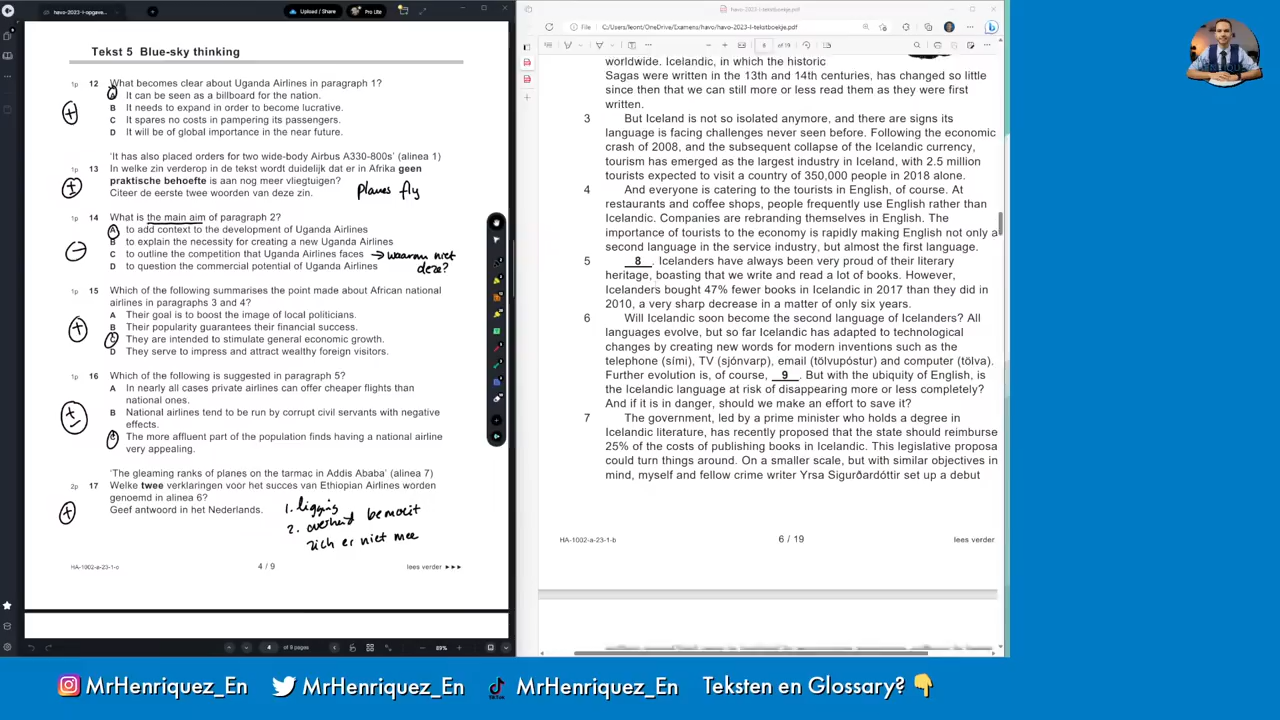 havo-2023-I-opgave...
Upload / Share
Pro Lite
Tekst 5 Blue-sky thinking
1p 12 What becomes clear about Uganda Airlines in paragraph 1?
A It can be seen as a billboard for the nation.
B It needs to expand in order to become lucrative.
C It spares no costs in pampering its passengers.
D It will be of global importance in the near future.
'It has also placed orders for two wide-body Airbus A330-800s' (alinea 1)
1p 13 In welke zin verderop in de tekst wordt duidelijk dat er in Afrika geen
praktische behoefte is aan nog meer vliegtuigen?
Citeer de eerste twee woorden van deze zin.
Planes fly
1p 14 What is the main aim of paragraph 2?
A to add context to the development of Uganda Airlines
B to explain the necessity for creating a new Uganda Airlines
C to outline the competition that Uganda Airlines faces → waarom niet
D to question the commercial potential of Uganda Airlines deze?
1p 15 Which of the following summarises the point made about African national
airlines in paragraphs 3 and 4?
A Their goal is to boost the image of local politicians.
B Their popularity guarantees their financial success.
C They are intended to stimulate general economic growth.
D They serve to impress and attract wealthy foreign visitors.
1p 16 Which of the following is suggested in paragraph 5?
A In nearly all cases private airlines can offer cheaper flights than
national ones.
B National airlines tend to be run by corrupt civil servants with negative
effects.
C The more affluent part of the population finds having a national airline
very appealing.
'The gleaming ranks of planes on the tarmac in Addis Ababa' (alinea 7)
2p 17 Welke twee verklaringen voor het succes van Ethiopian Airlines worden
genoemd in alinea 6?
Geef antwoord in het Nederlands.
1. ligging
2. overheid bemoeit
zich er niet mee
HA-1002-a-23-1-o 4 / 9 lees verder ►►►
4 of 9 pages 89%
havo-2023-I-tekstboekje.pdf
File C:/Users/leont/OneDrive/Examens/havo/havo-2023-I-tekstboekje.pdf
6 of 19
worldwide. Icelandic, in which the historic
Sagas were written in the 13th and 14th centuries, has changed so little
since then that we can still more or less read them as they were first
written.
3 But Iceland is not so isolated anymore, and there are signs its
language is facing challenges never seen before. Following the economic
crash of 2008, and the subsequent collapse of the Icelandic currency,
tourism has emerged as the largest industry in Iceland, with 2.5 million
tourists expected to visit a country of 350,000 people in 2018 alone.
4 And everyone is catering to the tourists in English, of course. At
restaurants and coffee shops, people frequently use English rather than
Icelandic. Companies are rebranding themselves in English. The
importance of tourists to the economy is rapidly making English not only a
second language in the service industry, but almost the first language.
5 8 . Icelanders have always been very proud of their literary
heritage, boasting that we write and read a lot of books. However,
Icelanders bought 47% fewer books in Icelandic in 2017 than they did in
2010, a very sharp decrease in a matter of only six years.
6 Will Icelandic soon become the second language of Icelanders? All
languages evolve, but so far Icelandic has adapted to technological
changes by creating new words for modern inventions such as the
telephone (sími), TV (sjónvarp), email (tölvupóstur) and computer (tölva).
Further evolution is, of course, 9 . But with the ubiquity of English, is
the Icelandic language at risk of disappearing more or less completely?
And if it is in danger, should we make an effort to save it?
7 The government, led by a prime minister who holds a degree in
Icelandic literature, has recently proposed that the state should reimburse
25% of the costs of publishing books in Icelandic. This legislative proposa
could turn things around. On a smaller scale, but with similar objectives in
mind, myself and fellow crime writer Yrsa Sigurðardóttir set up a debut
HA-1002-a-23-1-b 6 / 19 lees verder
MrHenriquez_En MrHenriquez_En TikTok MrHenriquez_En Teksten en Glossary? 👇